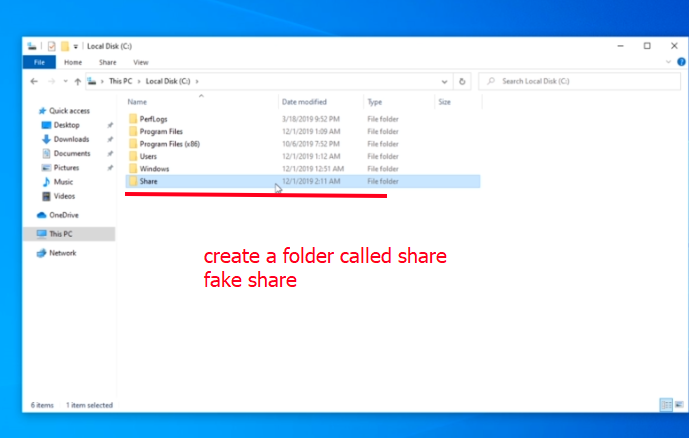 Local Disk (C:)
File Home Share View
This PC > Local Disk (C:) >
Search Local Disk (C:)
Name Date modified Type Size
Quick access
Desktop
Downloads
Documents
Pictures
Music
Videos
OneDrive
This PC
Network
PerfLogs 3/18/2019 9:52 PM File folder
Program Files 12/1/2019 1:09 AM File folder
Program Files (x86) 10/6/2019 7:52 PM File folder
Users 12/1/2019 1:12 AM File folder
Windows 12/1/2019 12:51 AM File folder
Share 12/1/2019 2:11 AM File folder
create a folder called share
fake share
6 items 1 item selected